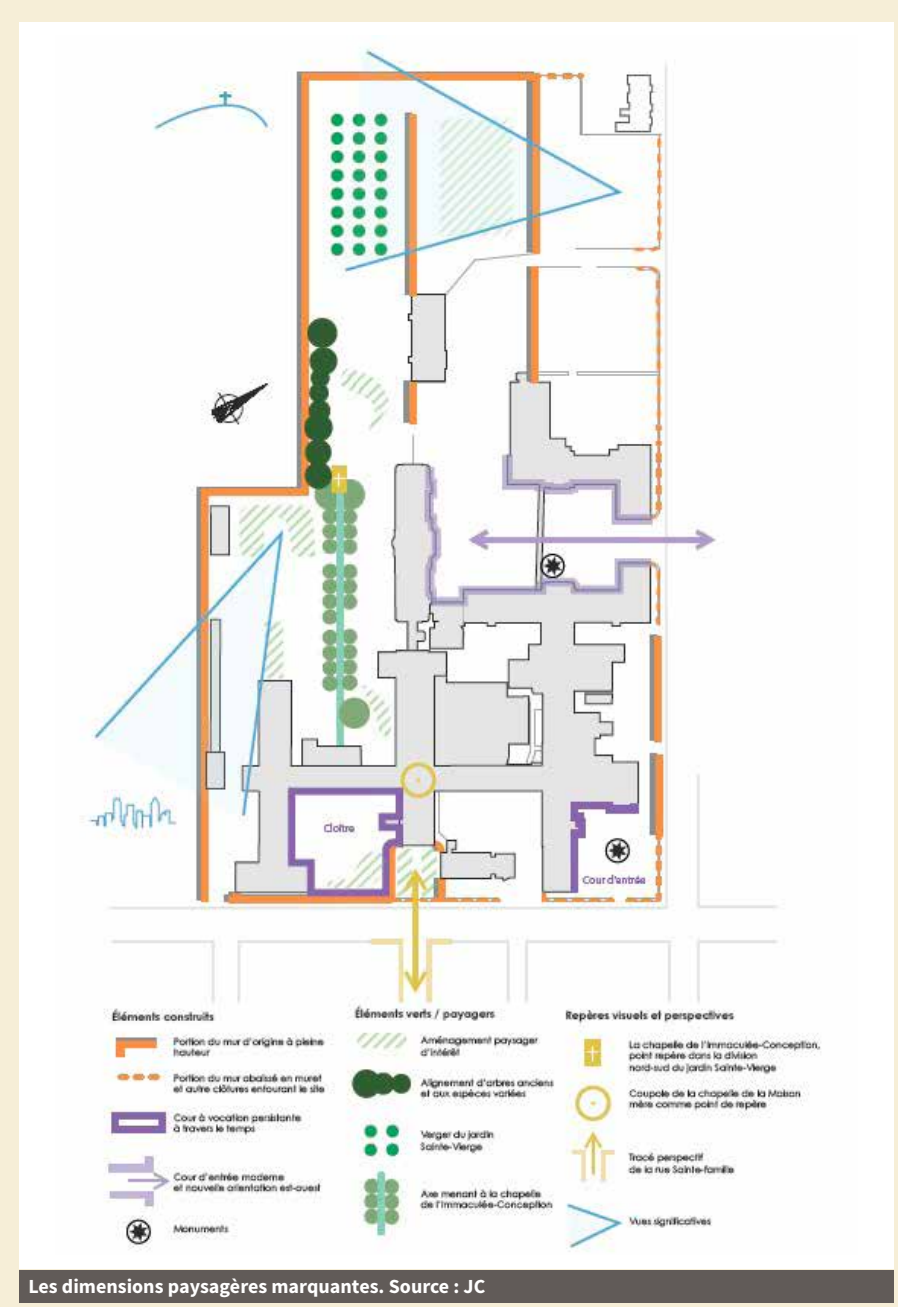 Cloître
Cour d'entrée
Éléments construits
Portion du mur d'origine à pleine
hauteur
Portion du mur abaissé en muret
et autre clôtures entourant le site
Cour à vocation persistante
à travers le temps
Cour d'entrée moderne
et nouvelle orientation est-ouest
Monuments
Éléments verts / payagers
Aménagement paysager
d'intérêt
Alignement d'arbres anciens
et aux espèces variées
Verger du jardin
Sainte-Vierge
Axe menant à la chapelle
de l'Immaculée-Conception
Repères visuels et perspectives
La chapelle de l'Immaculée-Conception,
point repère dans la division
nord-sud du jardin Sainte-Vierge
Coupole de la chapelle de la Maison
mère comme point de repère
Tracé perspectif
de la rue Sainte-famille
Vues significatives
Les dimensions paysagères marquantes. Source : JC